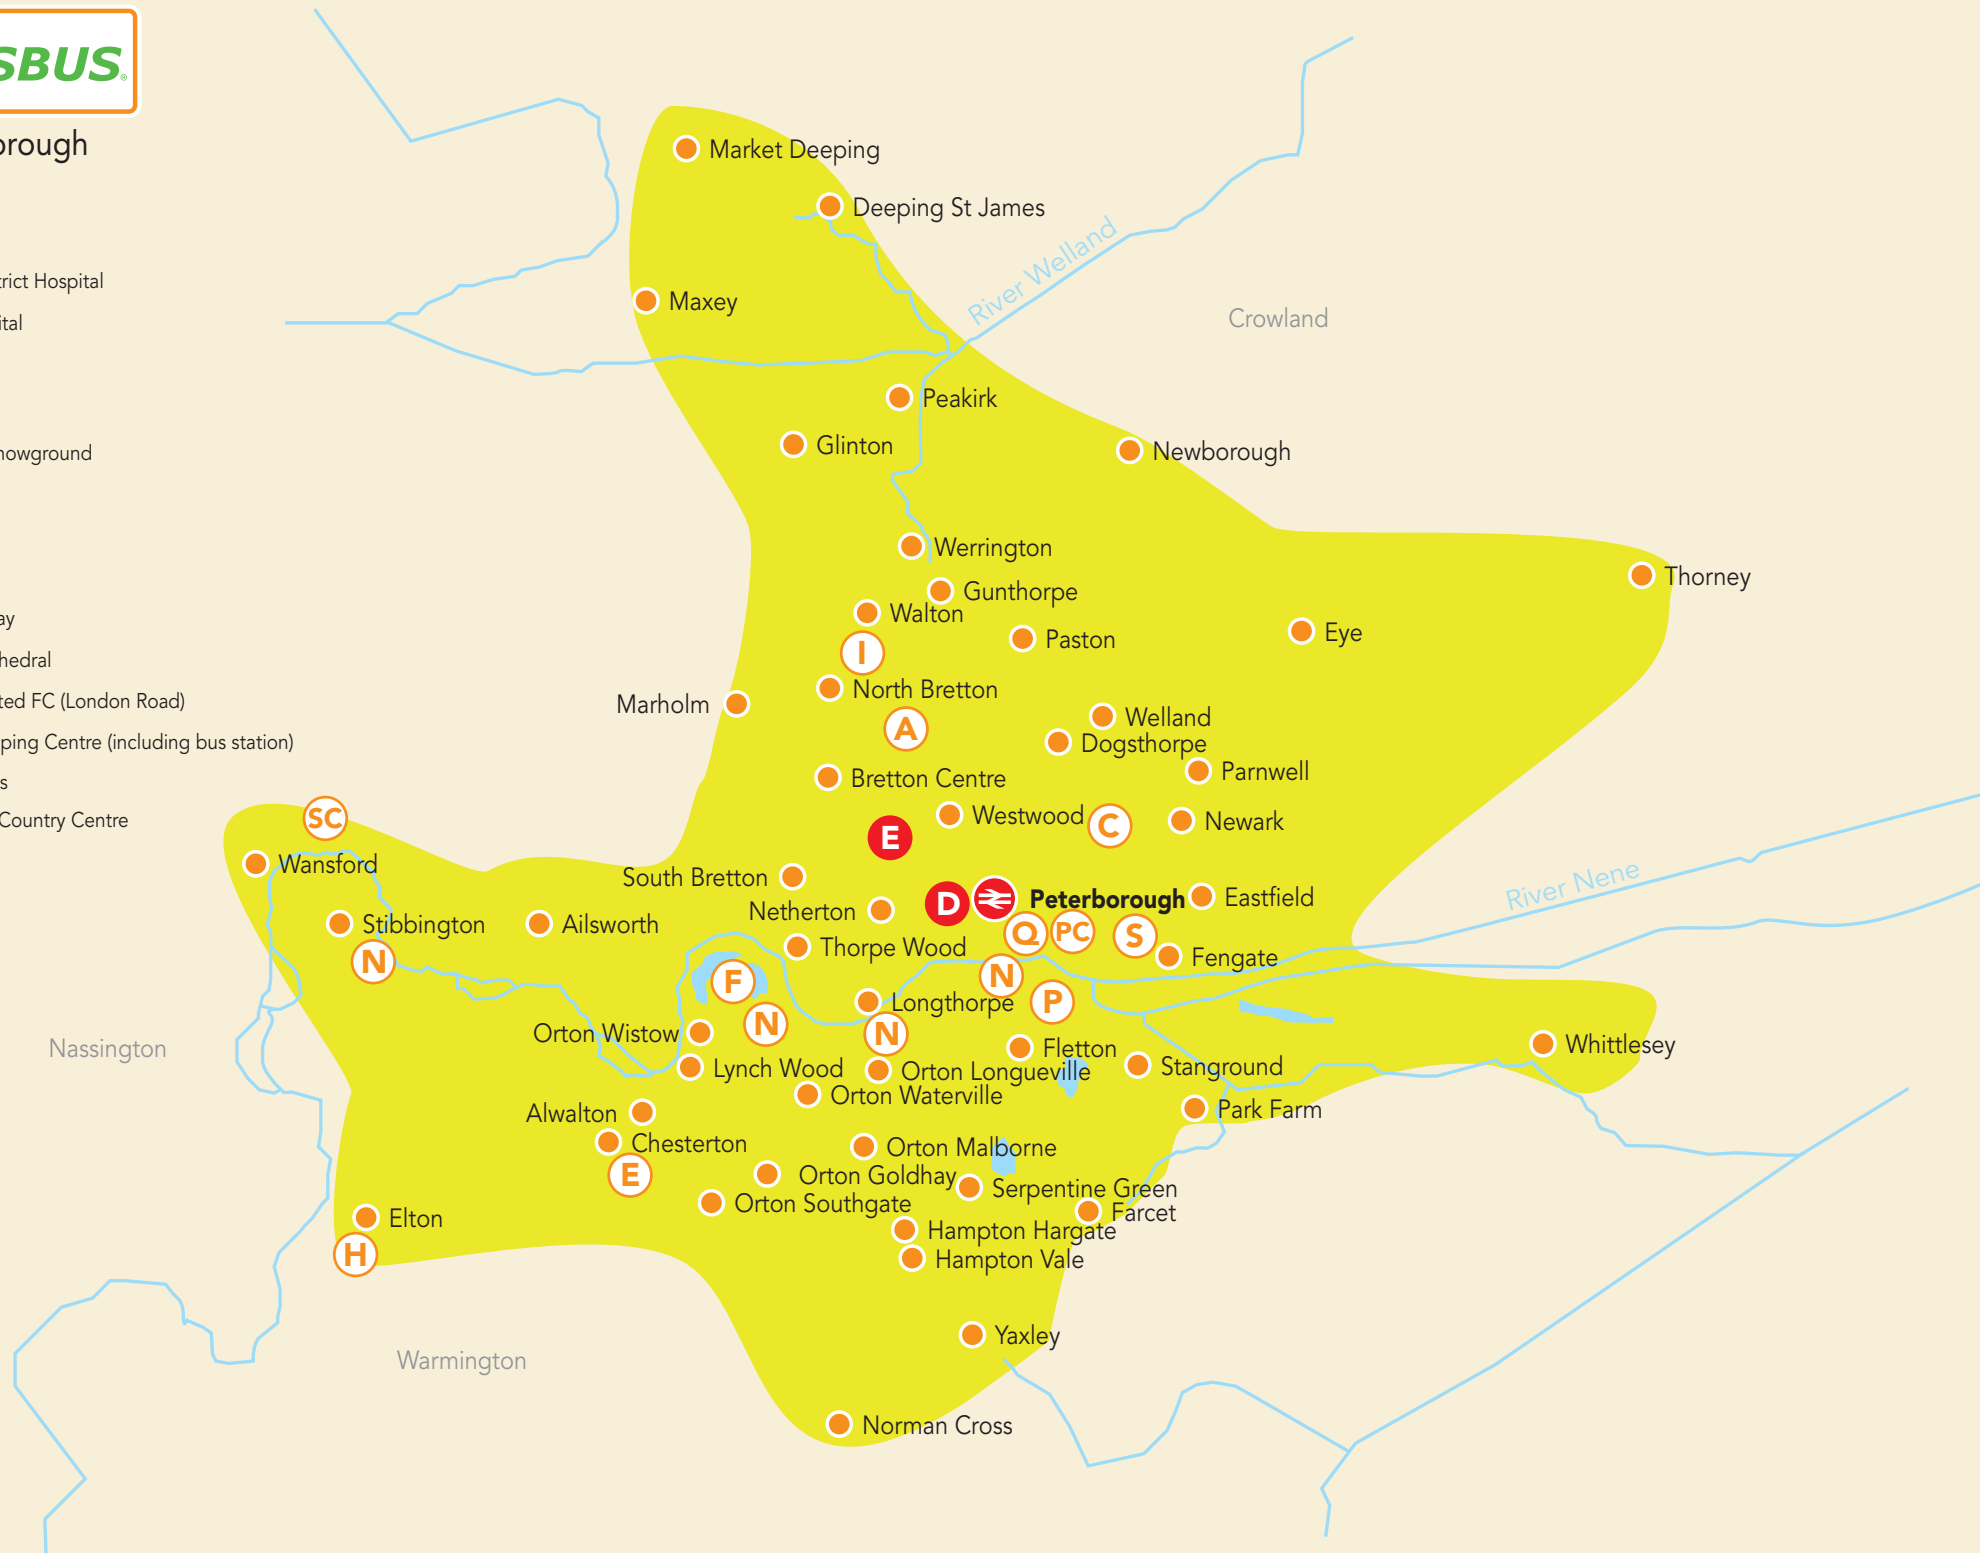 SBUS®
orough
trict Hospital
ital
howground
ay
hedral
ted FC (London Road)
ping Centre (including bus station)
s
Country Centre
Market Deeping
Deeping St James
River Welland
Maxey
Crowland
Peakirk
Glinton
Newborough
Werrington
Thorney
Gunthorpe
Walton
Eye
Paston
I
North Bretton
Marholm
Welland
A
Dogsthorpe
Parnwell
Bretton Centre
SC
Westwood
C
Newark
E
Wansford
South Bretton
River Nene
D
Peterborough
Eastfield
Netherton
Stibbington
Ailsworth
Q
PC
S
Thorpe Wood
Fengate
N
F
N
Longthorpe
P
N
Orton Wistow
N
Nassington
Fletton
Whittlesey
Lynch Wood
Orton Longueville
Stanground
Orton Waterville
Alwalton
Park Farm
Chesterton
Orton Malborne
E
Orton Goldhay
Serpentine Green
Orton Southgate
Farcet
Elton
Hampton Hargate
H
Hampton Vale
Yaxley
Warmington
Norman Cross